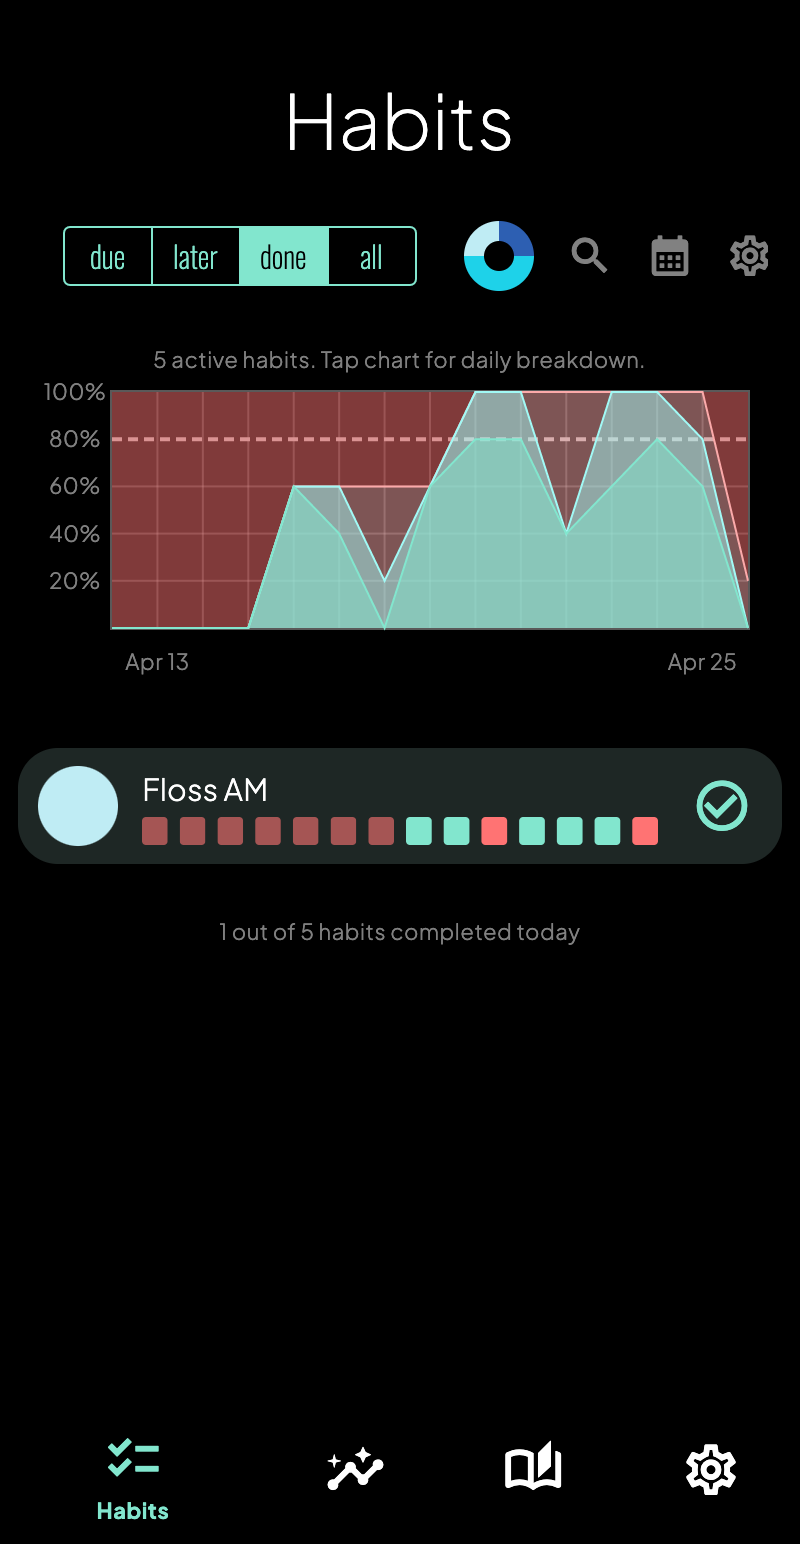 Habits
due later done all
5 active habits. Tap chart for daily breakdown.
100%
80%
60%
40%
20%
Apr 13 Apr 25
Floss AM
1 out of 5 habits completed today
Habits